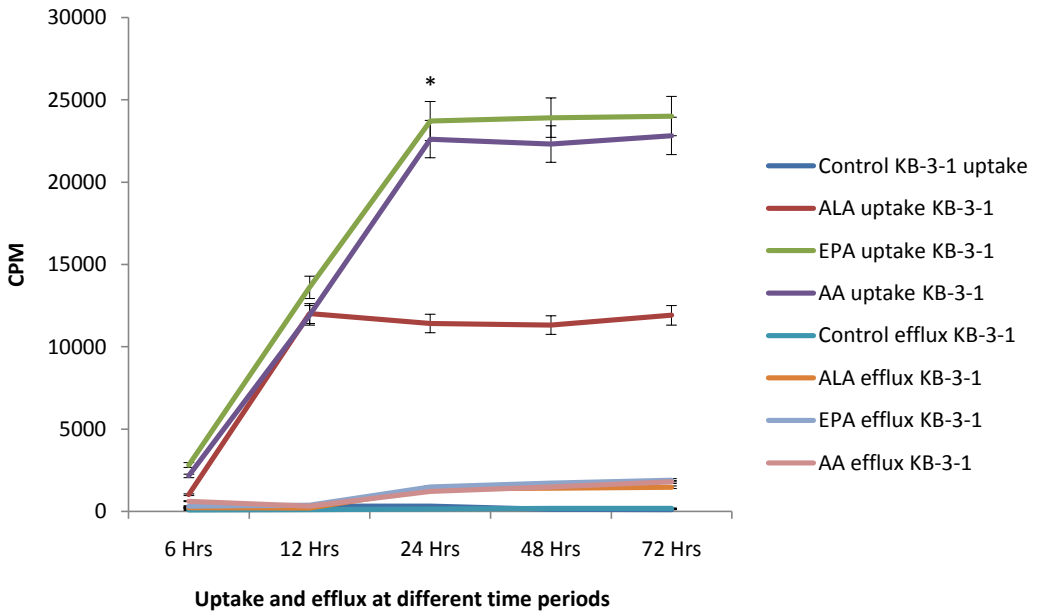 30000
25000
20000
15000
10000
5000
0
CPM
*
6 Hrs 12 Hrs 24 Hrs 48 Hrs 72 Hrs
Uptake and efflux at different time periods
Control KB-3-1 uptake
ALA uptake KB-3-1
EPA uptake KB-3-1
AA uptake KB-3-1
Control efflux KB-3-1
ALA efflux KB-3-1
EPA efflux KB-3-1
AA efflux KB-3-1